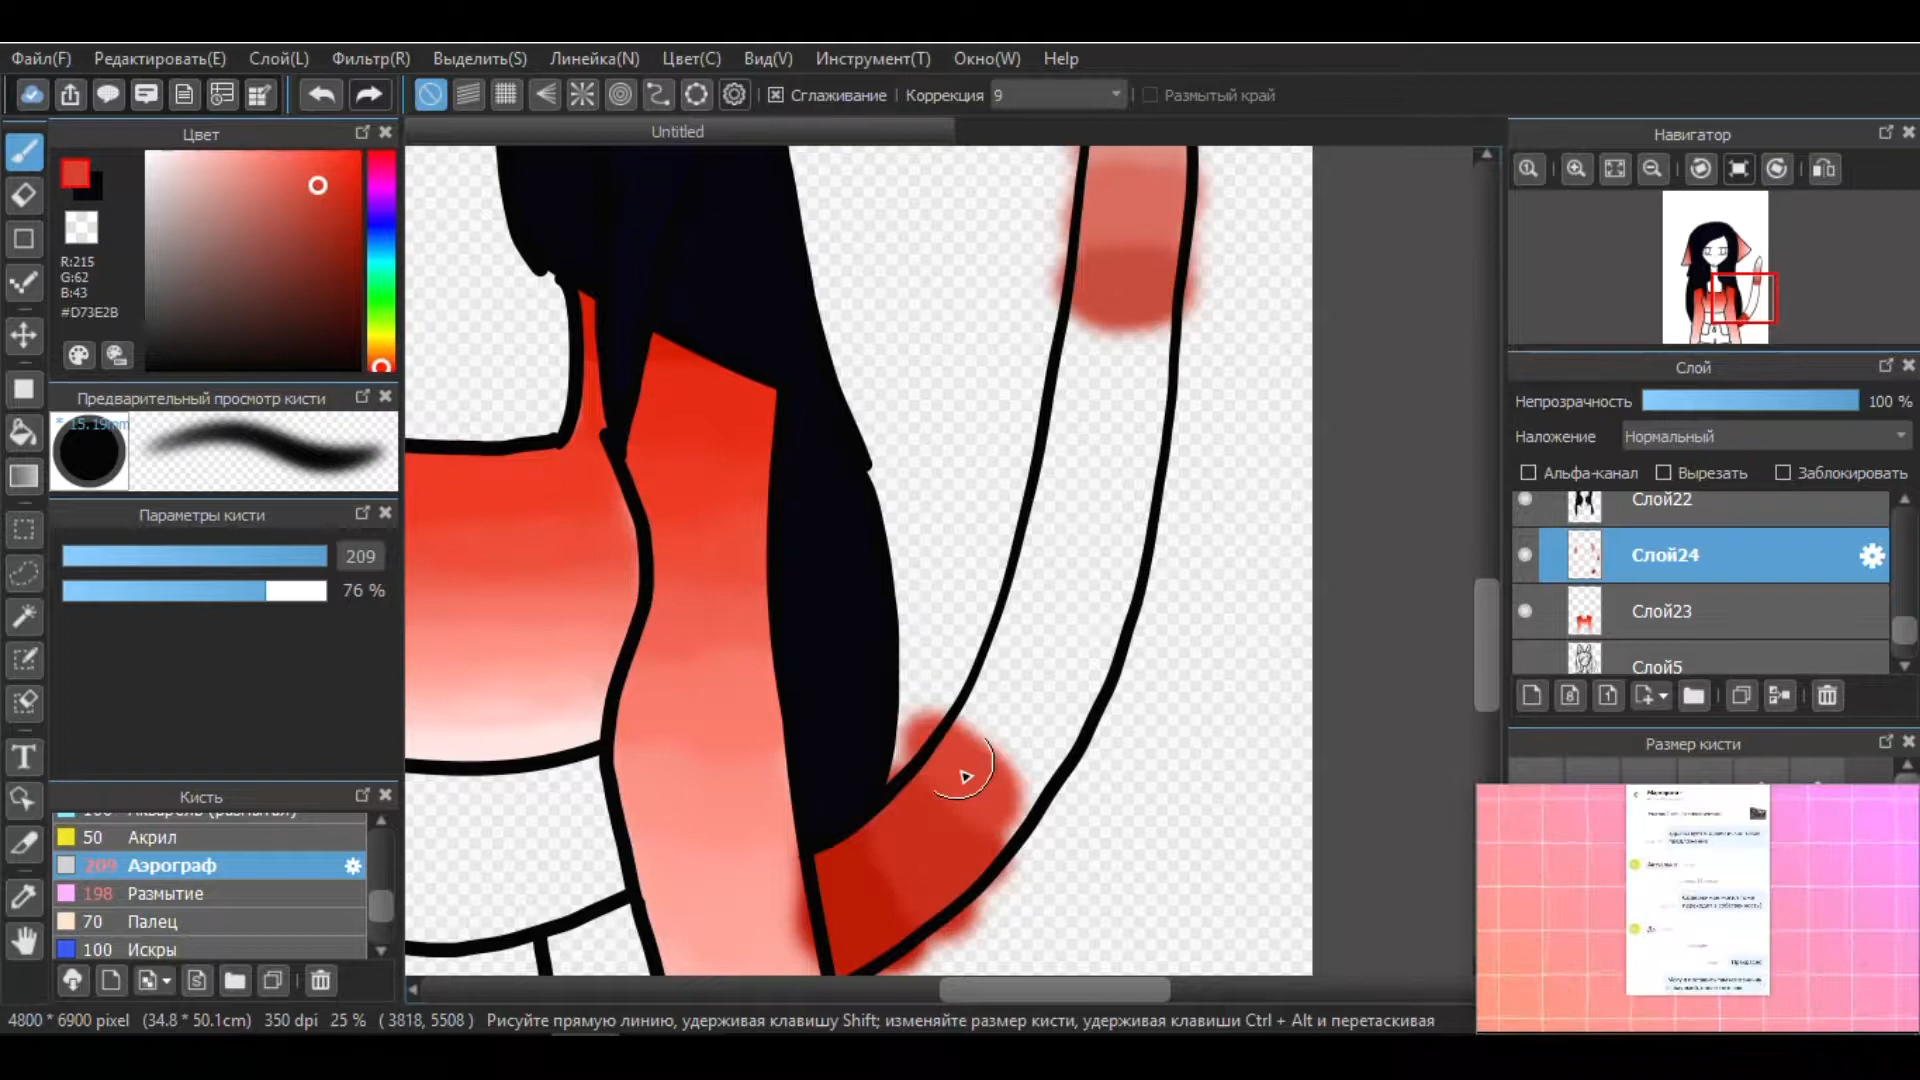 Файл(F) Редактировать(E) Слой(L) Фильтр(R) Выделить(S) Линейка(N) Цвет(C) Вид(V) Инструмент(T) Окно(W) Help
Сглаживание Коррекция 9 Размытый край
Цвет
R:215
G:62
B:43
#D73E2B
Предварительный просмотр кисти
* 15.19mm
Параметры кисти
209
76 %
Кисть
50 Акрил
209 Аэрограф
198 Размытие
70 Палец
100 Искры
Untitled
Навигатор
Слой
Непрозрачность 100 %
Наложение Нормальный
Альфа-канал Вырезать Заблокировать
Слой22
Слой24
Слой23
Слой5
Размер кисти
4800 * 6900 pixel (34.8 * 50.1cm) 350 dpi 25 % ( 3818, 5508 ) Рисуйте прямую линию, удерживая клавишу Shift; изменяйте размер кисти, удерживая клавиши Ctrl + Alt и перетаскивая